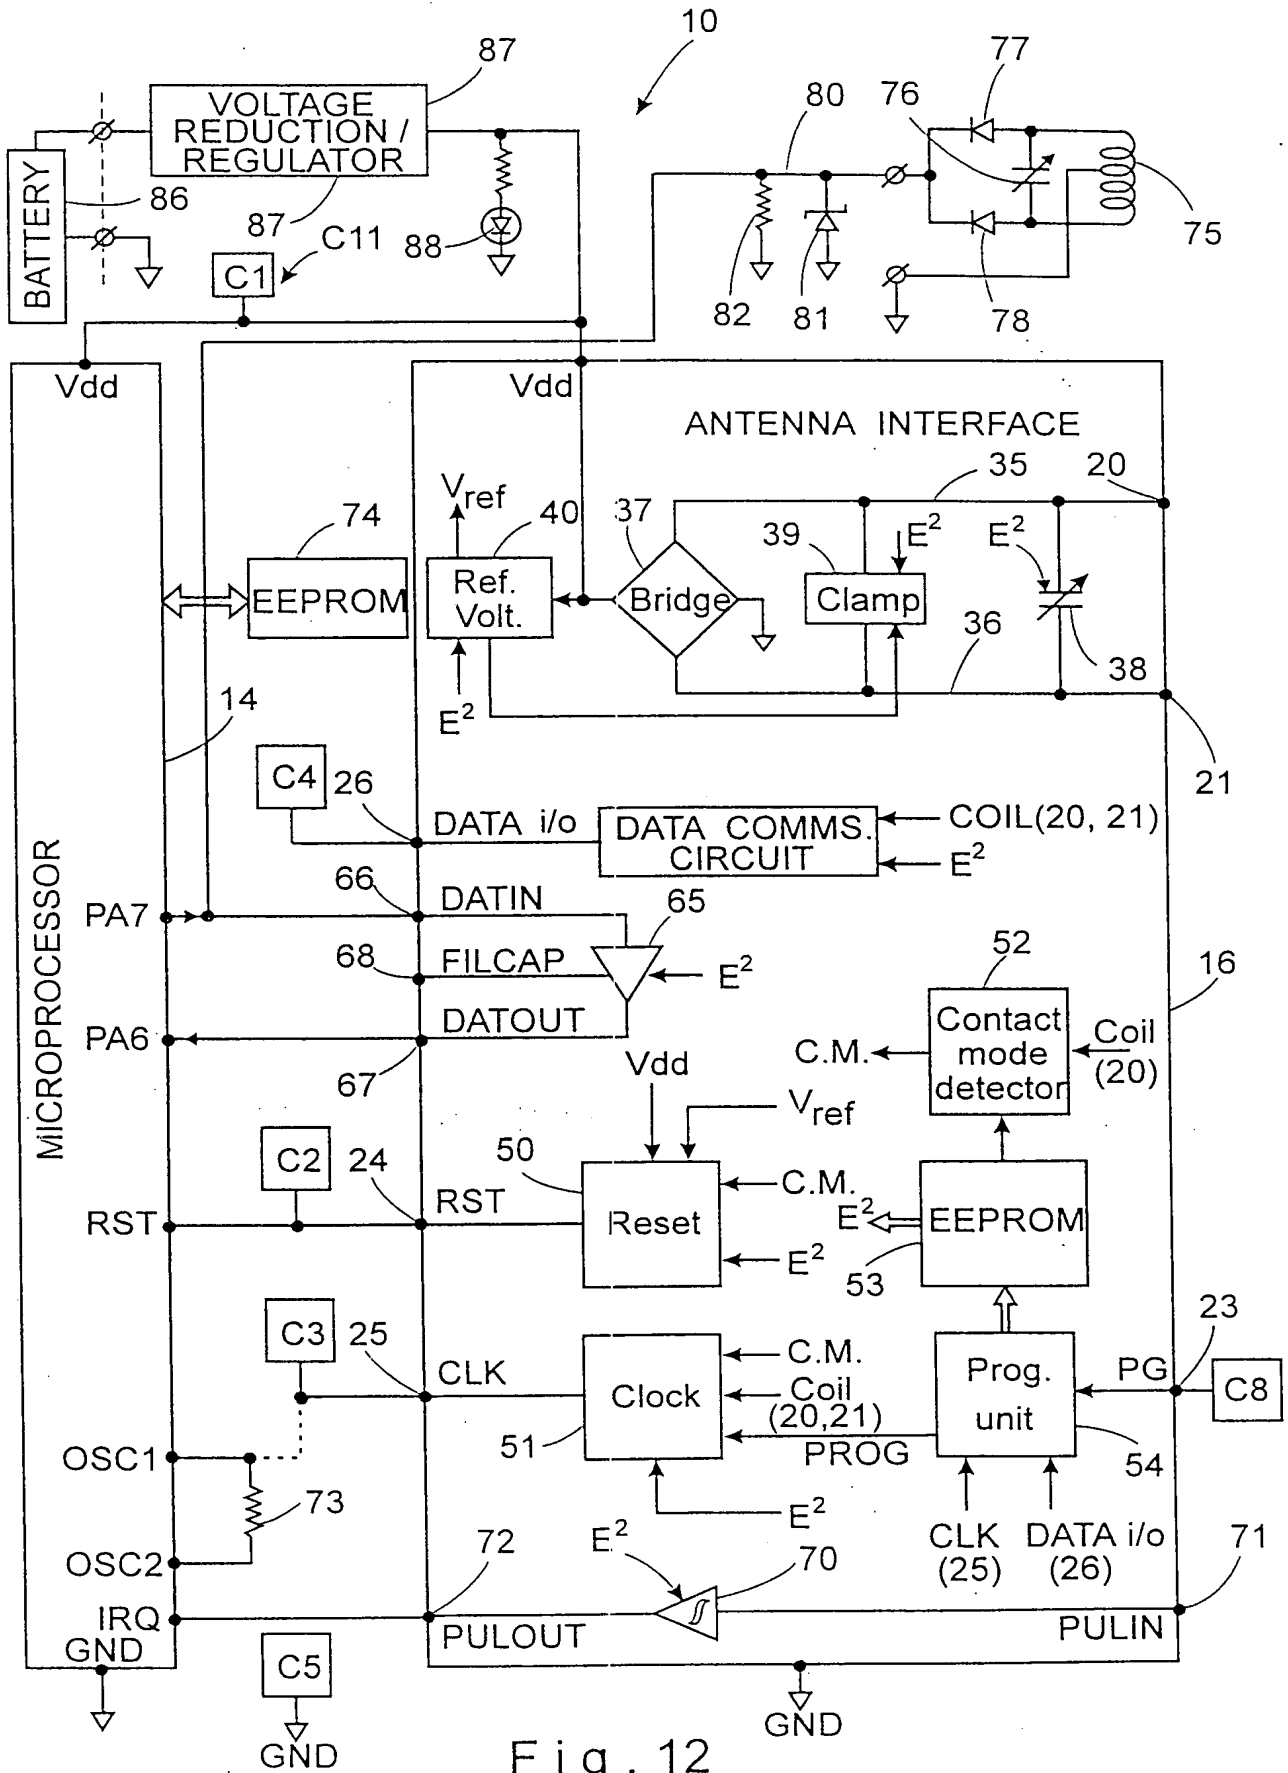 10
87
77
VOLTAGE
REDUCTION /
REGULATOR
80
76
BATTERY
86
87
88
C11
C1
82
81
78
75
Vdd
Vdd
ANTENNA INTERFACE
Vref
35
20
74
40
37
39
E²
E²
EEPROM
Ref.
Volt.
Bridge
Clamp
36
38
14
E²
21
C4
26
DATA i/o
DATA COMMS.
CIRCUIT
COIL(20, 21)
E²
MICROPROCESSOR
66
PA7
DATIN
65
68
FILCAP
E²
52
16
PA6
DATOUT
67
Contact
mode
detector
C.M.
Coil
(20)
Vdd
Vref
C2
24
50
RST
RST
Reset
C.M.
E²
E²
EEPROM
53
C3
25
23
CLK
Clock
C.M.
Coil
(20,21)
PROG
51
Prog.
unit
PG
C8
54
OSC1
73
OSC2
E²
CLK
(25)
DATA i/o
(26)
72
E²
70
71
IRQ
GND
PULOUT
PULIN
C5
GND
GND
Fig. 12